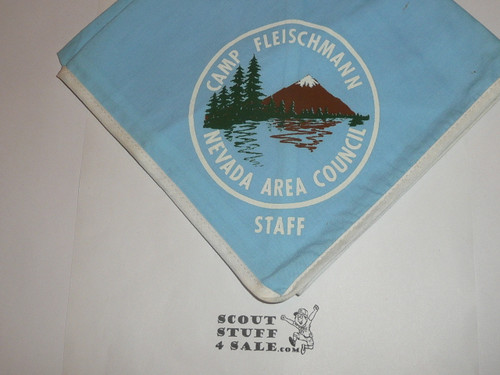 CAMP FLEISCHMANN
NEVADA AREA COUNCIL
STAFF
SCOUT
STUFF
4 SALE.COM